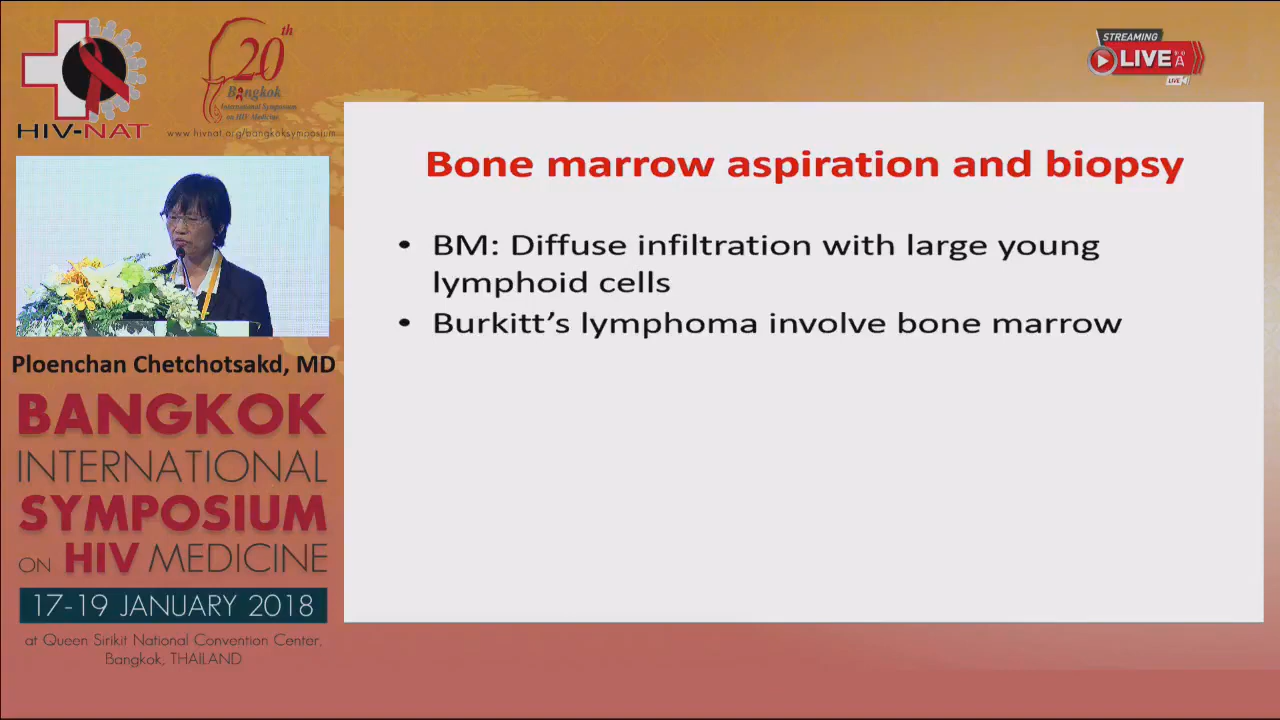 HIV-NAT
20th
Bangkok
International Symposium
on HIV Medicine
www.hivnat.org/bangkoksymposium
STREAMING
LIVE
LIVE
Bone marrow aspiration and biopsy
• BM: Diffuse infiltration with large young
lymphoid cells
• Burkitt's lymphoma involve bone marrow
Ploenchan Chetchotsakd, MD
BANGKOK
INTERNATIONAL
SYMPOSIUM
ON HIV MEDICINE
17-19 JANUARY 2018
at Queen Sirikit National Convention Center,
Bangkok, THAILAND